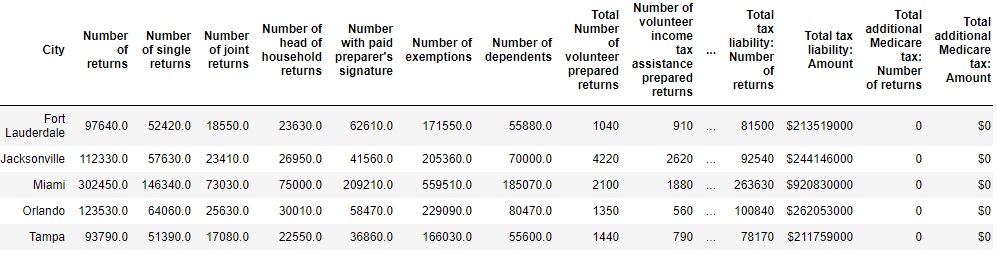 City Number of returns Number of single returns Number of joint returns Number of head of household returns Number with paid preparer's signature Number of exemptions Number of dependents Total Number of volunteer prepared returns Number of volunteer income tax assistance prepared returns ... Total tax liability: Number of returns Total tax liability: Amount Total additional Medicare tax: Number of returns Total additional Medicare tax: Amount
Fort Lauderdale 97640.0 52420.0 18550.0 23630.0 62610.0 171550.0 55880.0 1040 910 ... 81500 $213519000 0 $0
Jacksonville 112330.0 57630.0 23410.0 26950.0 41560.0 205360.0 70000.0 4220 2620 ... 92540 $244146000 0 $0
Miami 302450.0 146340.0 73030.0 75000.0 209210.0 559510.0 185070.0 2100 1880 ... 263630 $920830000 0 $0
Orlando 123530.0 64060.0 25630.0 30010.0 58470.0 229090.0 80470.0 1350 560 ... 100840 $262053000 0 $0
Tampa 93790.0 51390.0 17080.0 22550.0 36860.0 166030.0 55600.0 1440 790 ... 78170 $211759000 0 $0